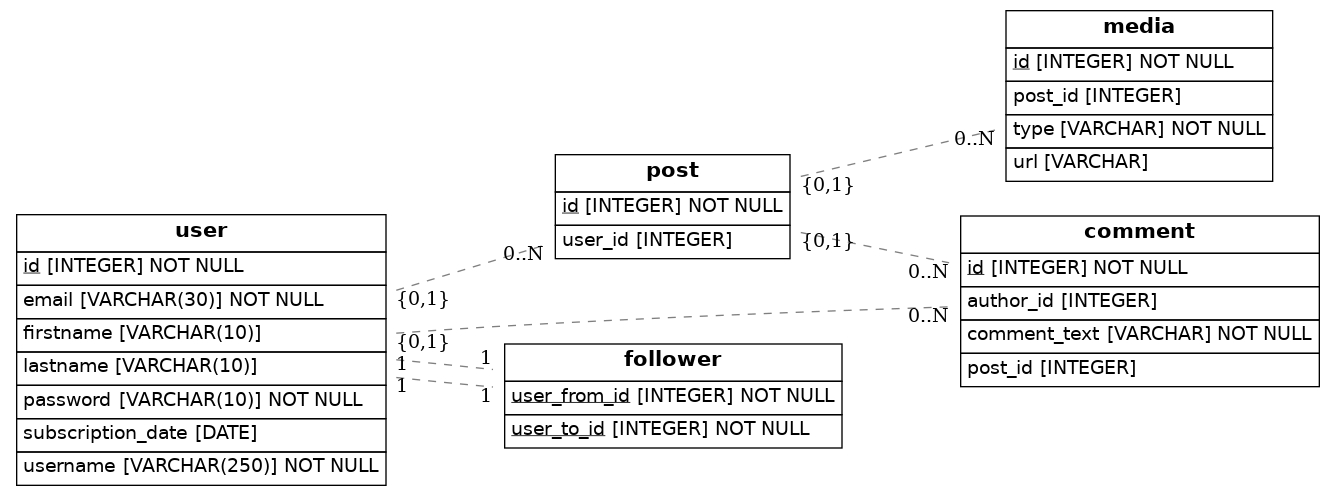 media
id [INTEGER] NOT NULL
post_id [INTEGER]
type [VARCHAR] NOT NULL
url [VARCHAR]
0..N
{0,1}
post
id [INTEGER] NOT NULL
user_id [INTEGER]
{0,1}
0..N
comment
id [INTEGER] NOT NULL
author_id [INTEGER]
comment_text [VARCHAR] NOT NULL
post_id [INTEGER]
0..N
user
id [INTEGER] NOT NULL
email [VARCHAR(30)] NOT NULL
firstname [VARCHAR(10)]
lastname [VARCHAR(10)]
password [VARCHAR(10)] NOT NULL
subscription_date [DATE]
username [VARCHAR(250)] NOT NULL
0..N
{0,1}
{0,1}
1
1
1
1
follower
user_from_id [INTEGER] NOT NULL
user_to_id [INTEGER] NOT NULL